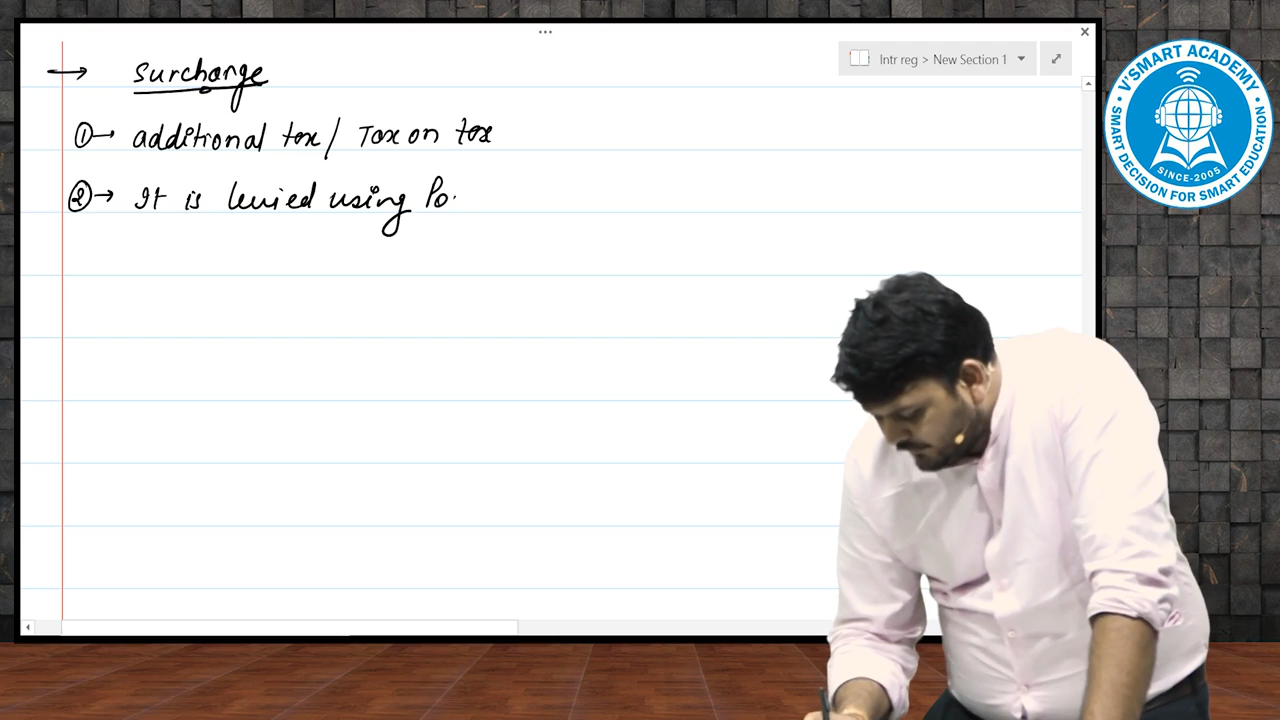 Intr reg > New Section 1
→ Surcharge
①→ additional tax / Tax on tax
②→ It is levied using Po
V'SMART ACADEMY
SINCE-2005
SMART DECISION FOR SMART EDUCATION